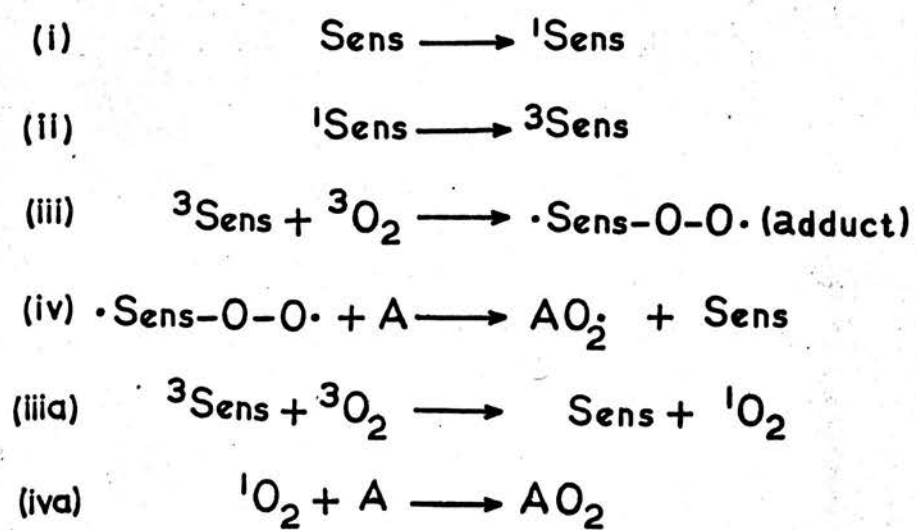 (i) Sens ⟶ ¹Sens
(ii) ¹Sens ⟶ ³Sens
(iii) ³Sens + ³O₂ ⟶ ·Sens–O–O· (adduct)
(iv) ·Sens–O–O· + A ⟶ AO₂· + Sens
(iiia) ³Sens + ³O₂ ⟶ Sens + ¹O₂
(iva) ¹O₂ + A ⟶ AO₂